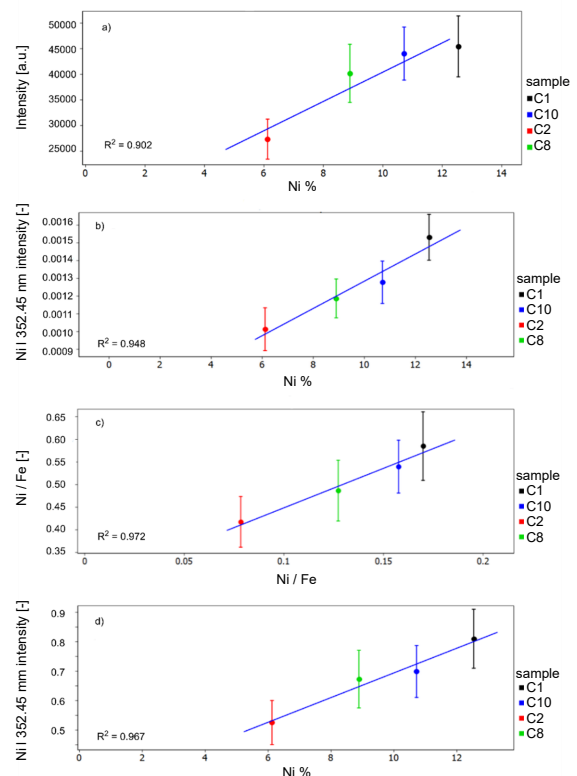 a)
Intensity [a.u.]
50000
45000
40000
35000
30000
25000
R² = 0.902
0 2 4 6 8 10 12 14
Ni %
sample
C1
C10
C2
C8
b)
Ni I 352.45 nm intensity [-]
0.0016
0.0015
0.0014
0.0013
0.0012
0.0011
0.0010
0.0009
R² = 0.948
0 2 4 6 8 10 12 14
Ni %
sample
C1
C10
C2
C8
c)
Ni / Fe [-]
0.65
0.60
0.55
0.50
0.45
0.40
0.35
R² = 0.972
0 0.05 0.1 0.15 0.2
Ni / Fe
sample
C1
C10
C2
C8
d)
Ni I 352.45 mm intensity [-]
0.9
0.8
0.7
0.6
0.5
R² = 0.967
0 2 4 6 8 10 12
Ni %
sample
C1
C10
C2
C8